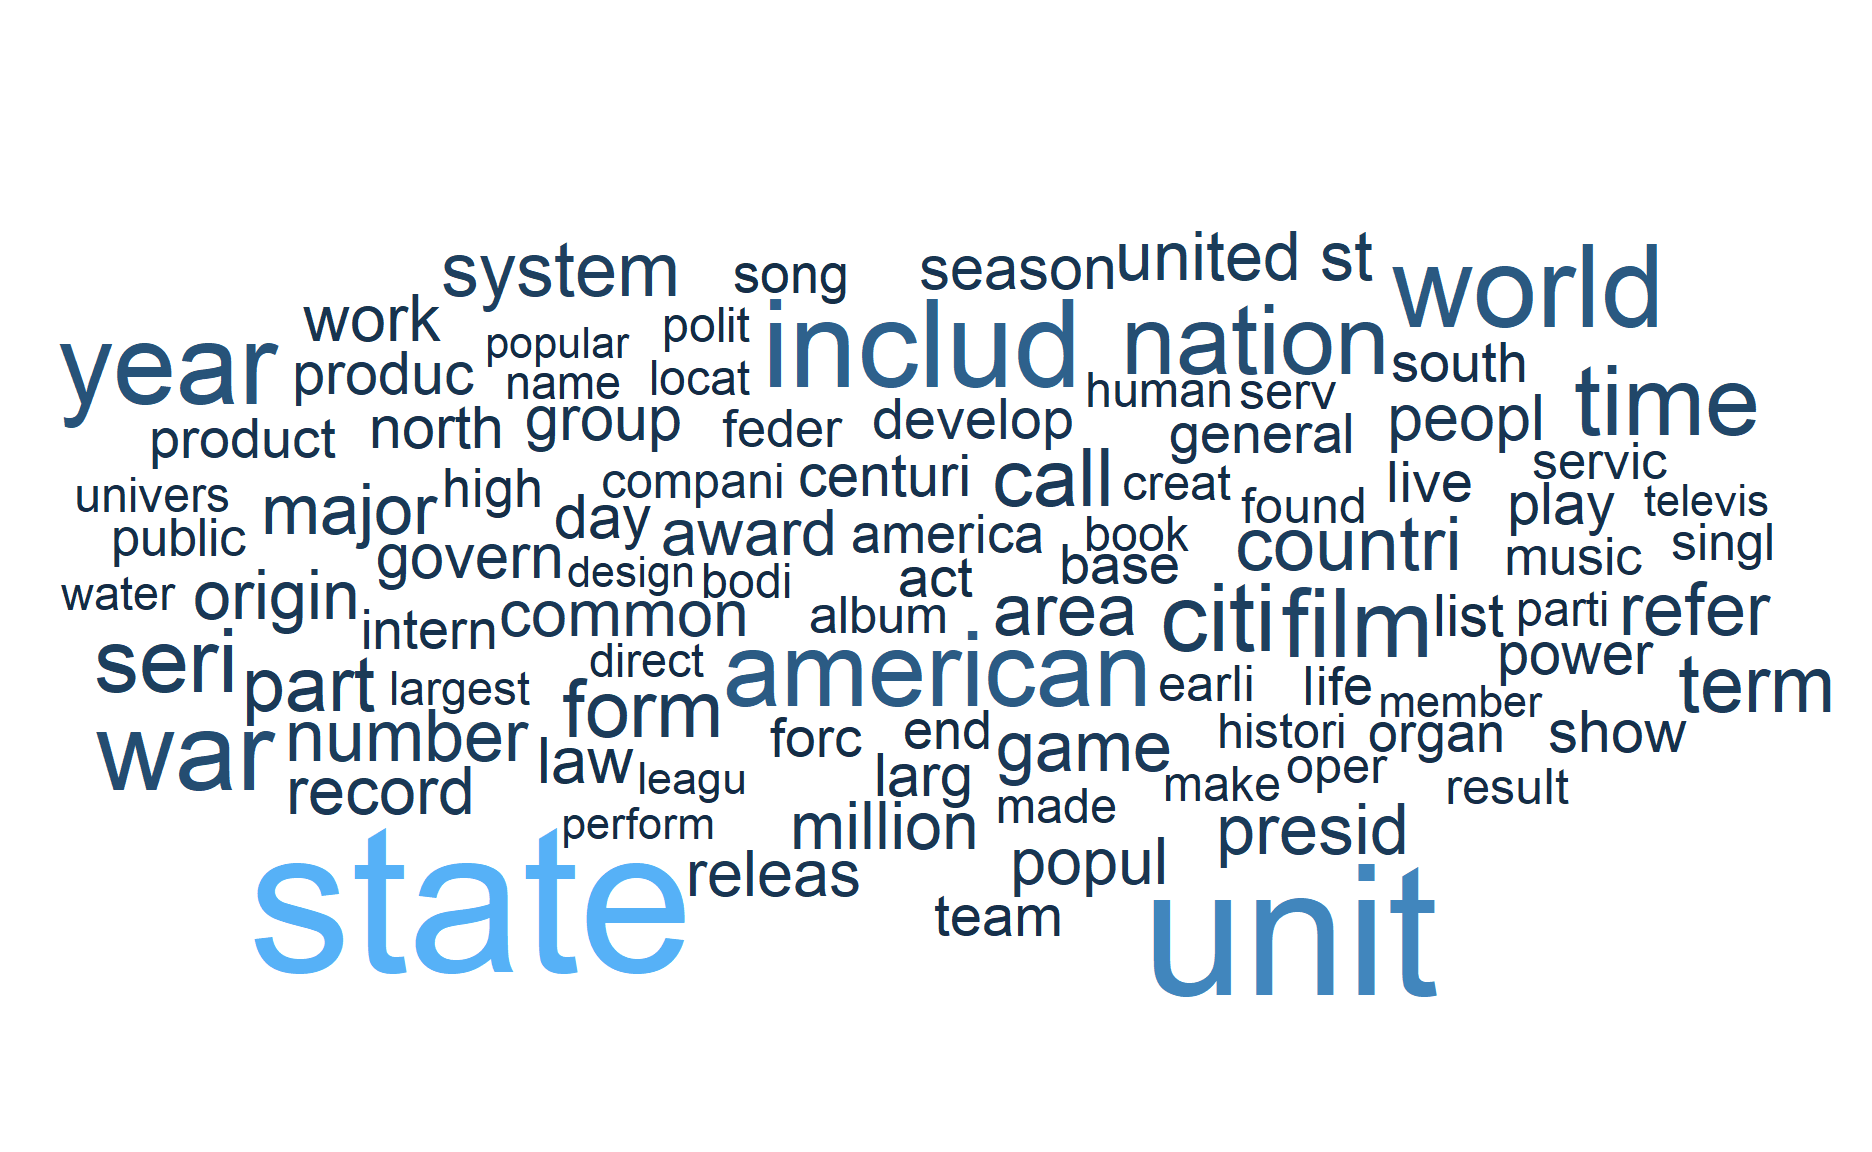 system song season united st world
work popular polit includ nation
year produc name locat human serv south time
product north group feder develop general peopl
univers major high compani centuri call creat found live servic play televis
public govern day award america book base countri music singl
water origin intern common design bodi act album area citi film list parti refer
seri part largest direct american earli life member power term
war number form forc end game histori organ show
record law leagu larg made make oper result
state perform million presid
releas popul
team unit